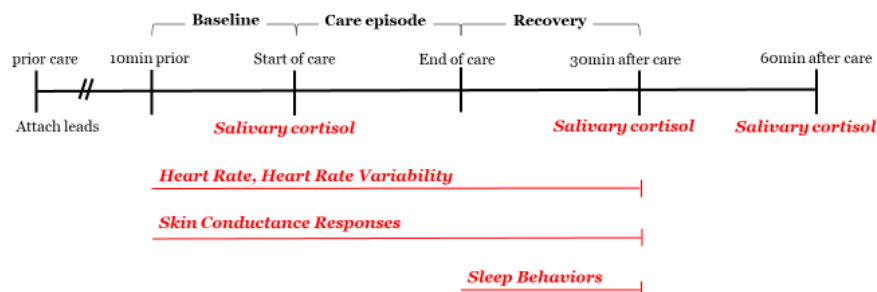 Baseline Care episode Recovery
prior care 10min prior Start of care End of care 30min after care 60min after care
Attach leads Salivary cortisol Salivary cortisol Salivary cortisol
Heart Rate, Heart Rate Variability
Skin Conductance Responses
Sleep Behaviors